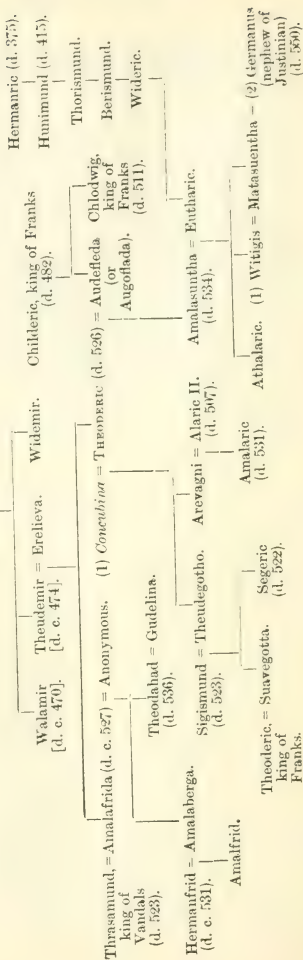 Hermanric (d. 375).
Hunimund (d. 415).
Thorismund.
Berismund.
Wideric.
Childeric, king of Franks
(d. 482).
Walamir
[d. c. 470].
Theudemir = Erelieva.
[d. c. 474].
Widemir.
Thrasamund, = Amalafrida (d. c. 527) = Anonymous.
king of
Vandals
(d. 523).
(1) Concubina = THEODERIC (d. 526) = Audefleda
(or
Augoflada).
Chlodwig,
king of
Franks
(d. 511).
Hermanfrid = Amalaberga.
(d. c. 531).
Theodahad = Gudelina.
(d. 536).
Sigismund = Theudegotho.
(d. 523).
Arevagni = Alaric II.
(d. 507).
Amalasuntha = Eutharic.
(d. 534).
Amalfrid.
Theoderic, = Suavegotta.
king of
Franks.
Segeric
(d. 522).
Amalaric
(d. 531).
Athalaric. (1) Witigis = Matasuentha = (2) Germanus
(nephew of
Justinian)
(d. 550).